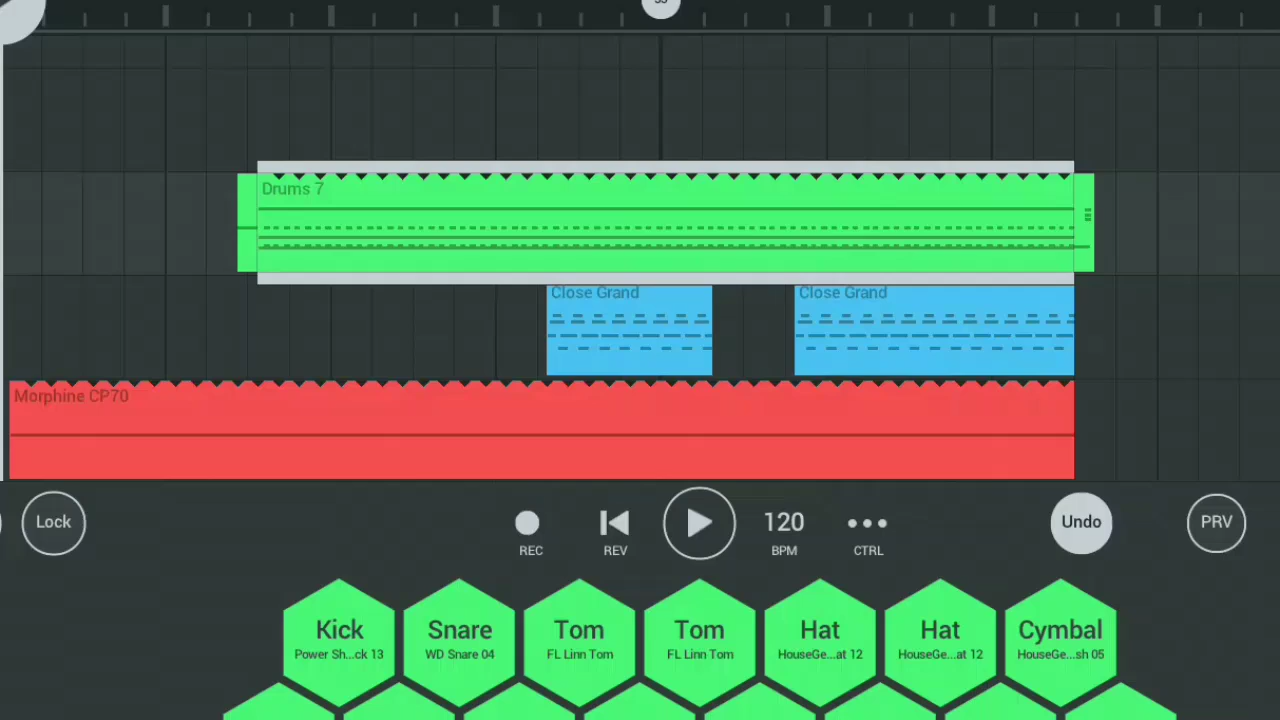 Drums 7
Close Grand
Close Grand
Morphine CP70
Lock
REC
REV
120
BPM
CTRL
Undo
PRV
Kick
Power Sh...ck 13
Snare
WD Snare 04
Tom
FL Linn Tom
Tom
FL Linn Tom
Hat
HouseGe...at 12
Hat
HouseGe...at 12
Cymbal
HouseGe...sh 05